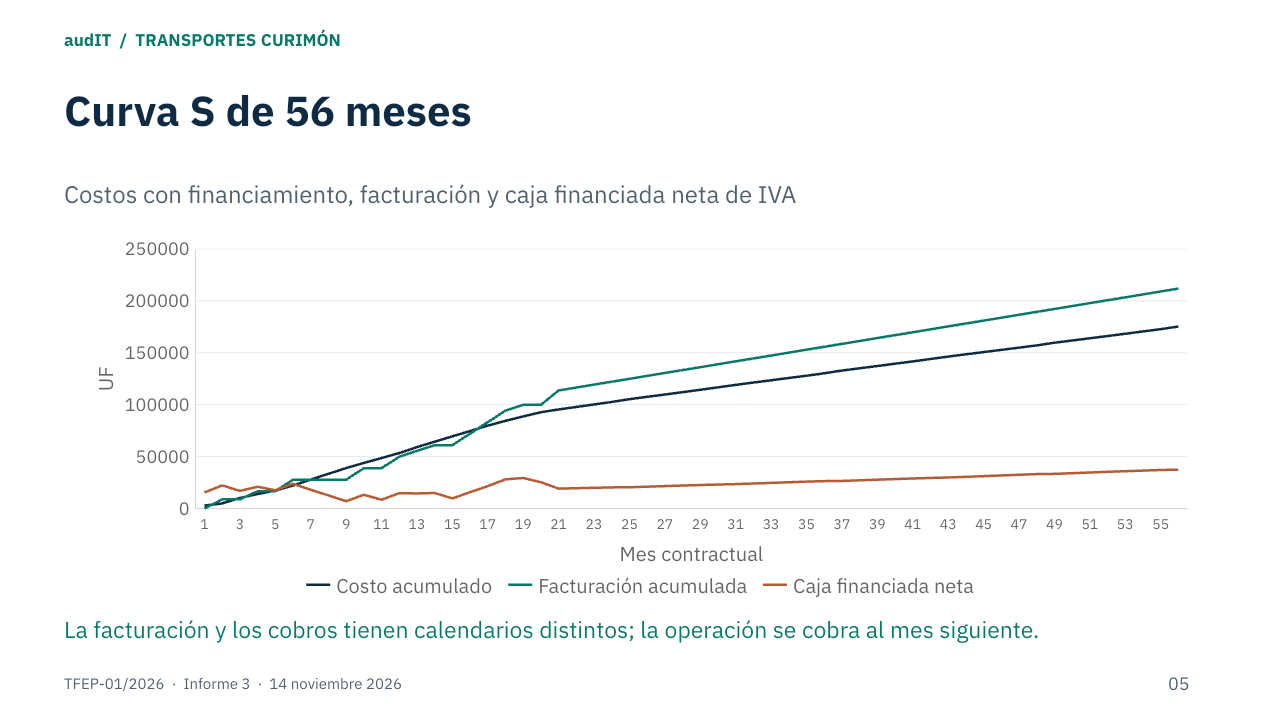 audIT / TRANSPORTES CURIMÓN
Curva S de 56 meses
Costos con financiamiento, facturación y caja financiada neta de IVA
250000
200000
150000
100000
50000
0
UF
1 3 5 7 9 11 13 15 17 19 21 23 25 27 29 31 33 35 37 39 41 43 45 47 49 51 53 55
Mes contractual
Costo acumulado Facturación acumulada Caja financiada neta
La facturación y los cobros tienen calendarios distintos; la operación se cobra al mes siguiente.
TFEP-01/2026 · Informe 3 · 14 noviembre 2026 05